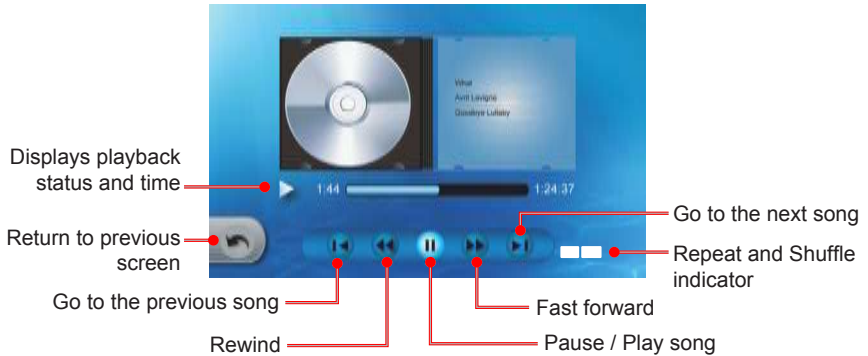 What
Avril Lavigne
Goodbye Lullaby
Displays playback
status and time
1:44
1:24:37
Return to previous
screen
Go to the next song
Repeat and Shuffle
indicator
Go to the previous song
Fast forward
Rewind
Pause / Play song